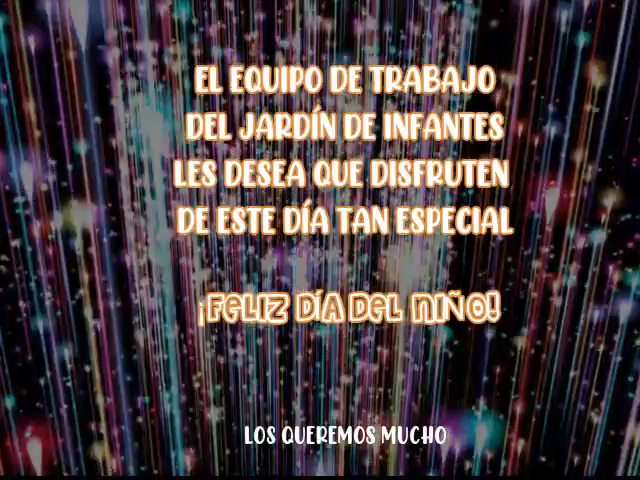 EL EQUIPO DE TRABAJO
DEL JARDÍN DE INFANTES
LES DESEA QUE DISFRUTEN
DE ESTE DÍA TAN ESPECIAL
¡FELIZ DÍA DEL NIÑO!
LOS QUEREMOS MUCHO